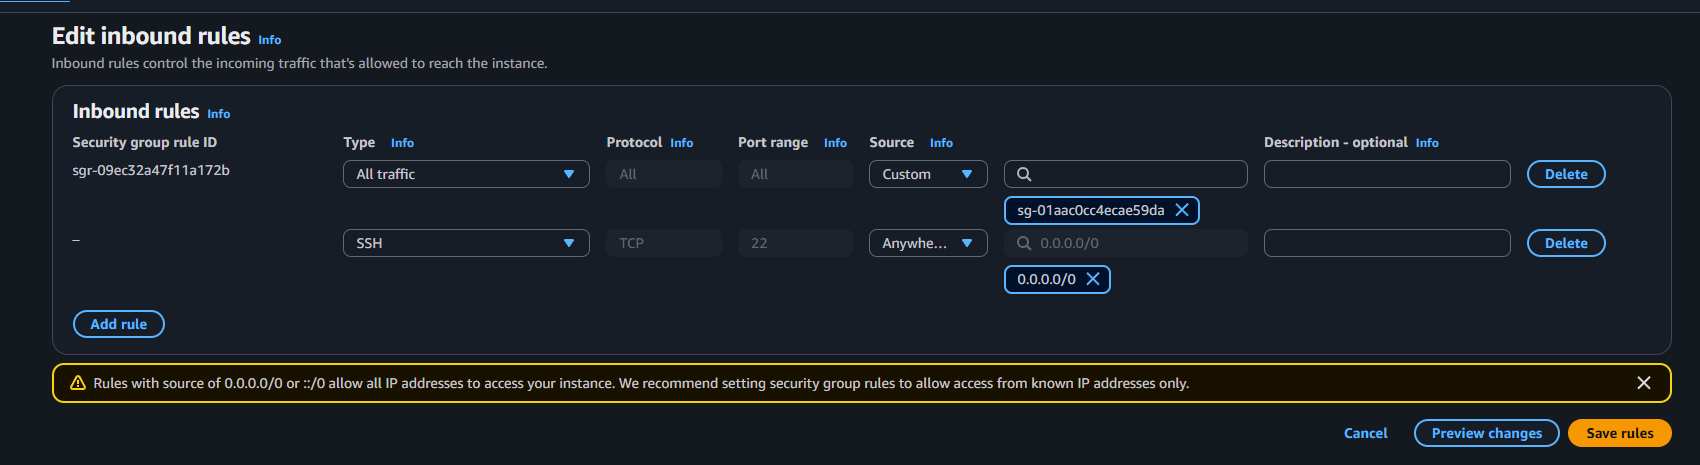 Edit inbound rules Info
Inbound rules control the incoming traffic that's allowed to reach the instance.
Inbound rules Info
Security group rule ID Type Info Protocol Info Port range Info Source Info Description - optional Info
sgr-09ec32a47f11a172b All traffic All All Custom Delete
sg-01aac0cc4ecae59da
– SSH TCP 22 Anywhe... 0.0.0.0/0 Delete
0.0.0.0/0
Add rule
Rules with source of 0.0.0.0/0 or ::/0 allow all IP addresses to access your instance. We recommend setting security group rules to allow access from known IP addresses only.
Cancel Preview changes Save rules